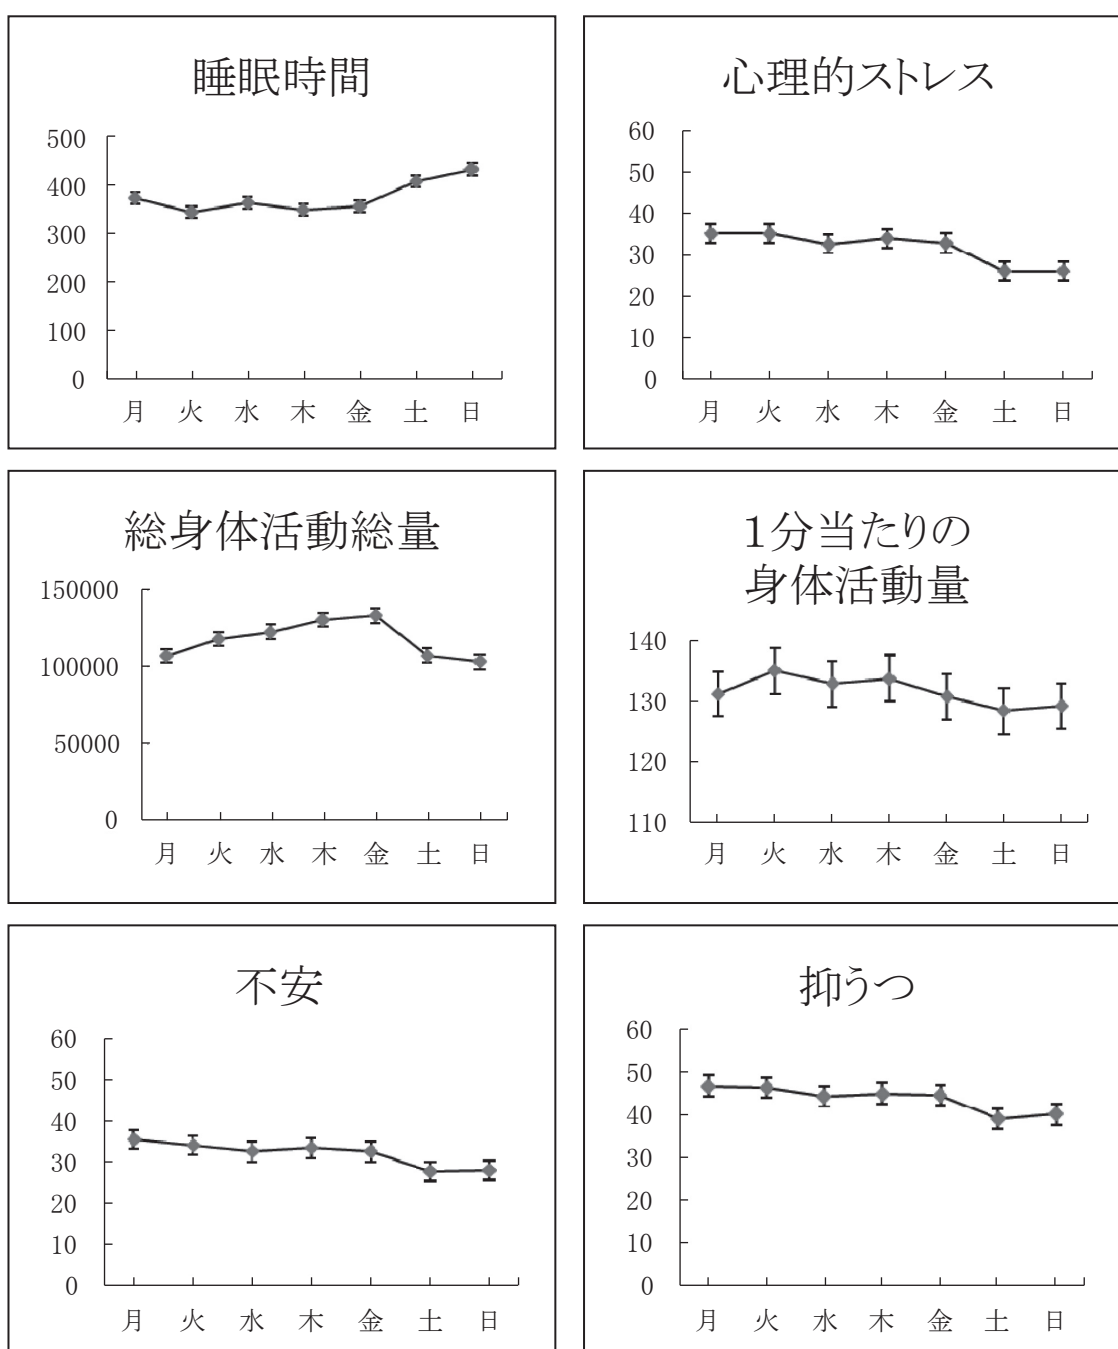 睡眠時間
500
400
300
200
100
0
月 火 水 木 金 土 日
心理的ストレス
60
50
40
30
20
10
0
月 火 水 木 金 土 日
総身体活動総量
150000
100000
50000
0
月 火 水 木 金 土 日
1分当たりの
身体活動量
140
130
120
110
月 火 水 木 金 土 日
不安
60
50
40
30
20
10
0
月 火 水 木 金 土 日
抑うつ
60
50
40
30
20
10
0
月 火 水 木 金 土 日